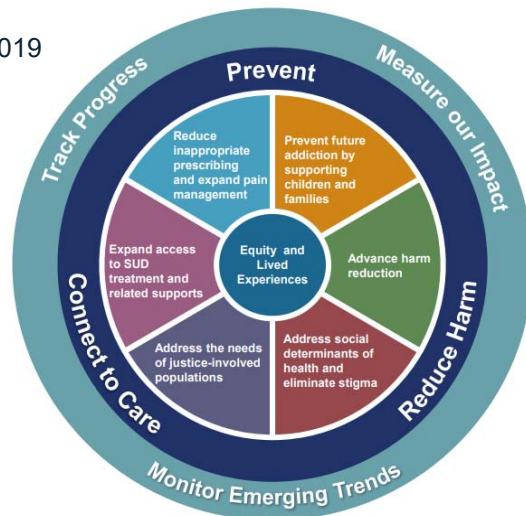 019
Track Progress
Measure our Impact
Prevent
Reduce
inappropriate
prescribing
and expand pain
management
Prevent future
addiction by
supporting
children and
families
Expand access
to SUD
treatment and
related supports
Equity and
Lived
Experiences
Advance harm
reduction
Address the needs
of justice-involved
populations
Address social
determinants of
health and
eliminate stigma
Connect to Care
Reduce Harm
Monitor Emerging Trends